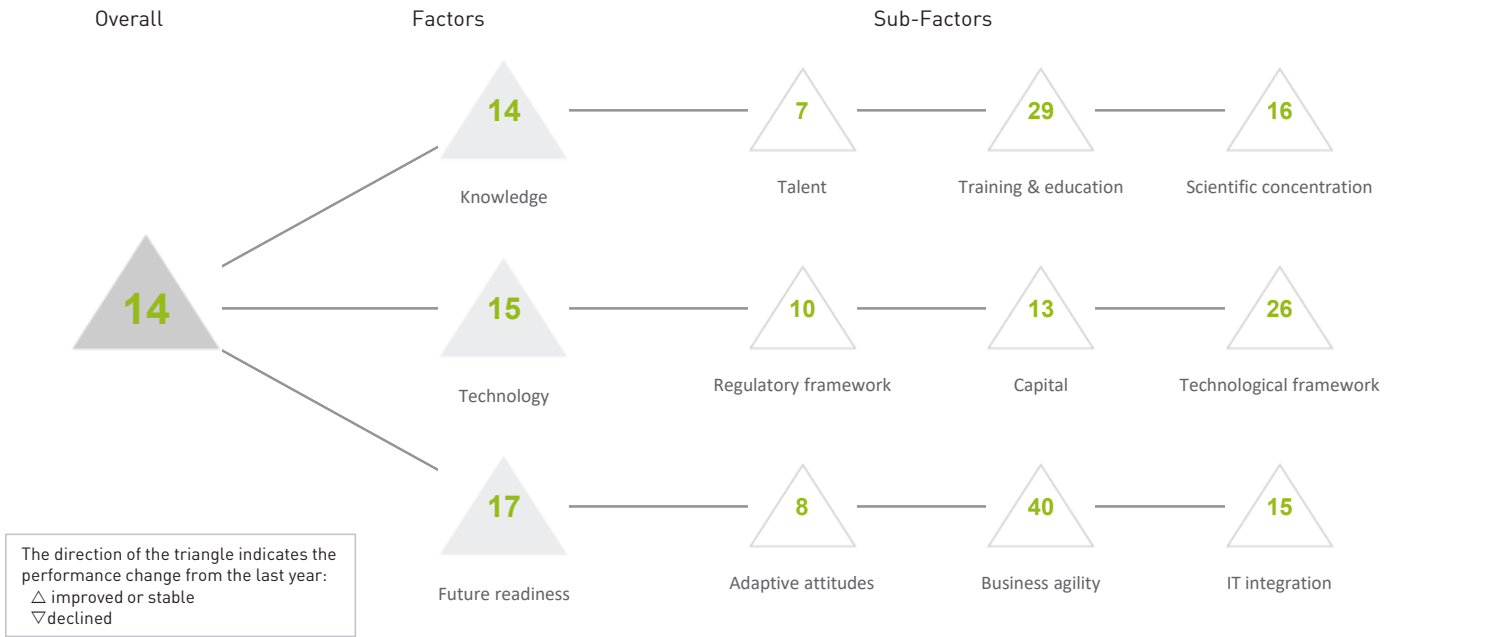 Overall Factors Sub-Factors
14 7 29 16
Knowledge Talent Training & education Scientific concentration
14
15 10 13 26
Technology Regulatory framework Capital Technological framework
17 8 40 15
Future readiness Adaptive attitudes Business agility IT integration
The direction of the triangle indicates the
performance change from the last year:
△ improved or stable
▽declined